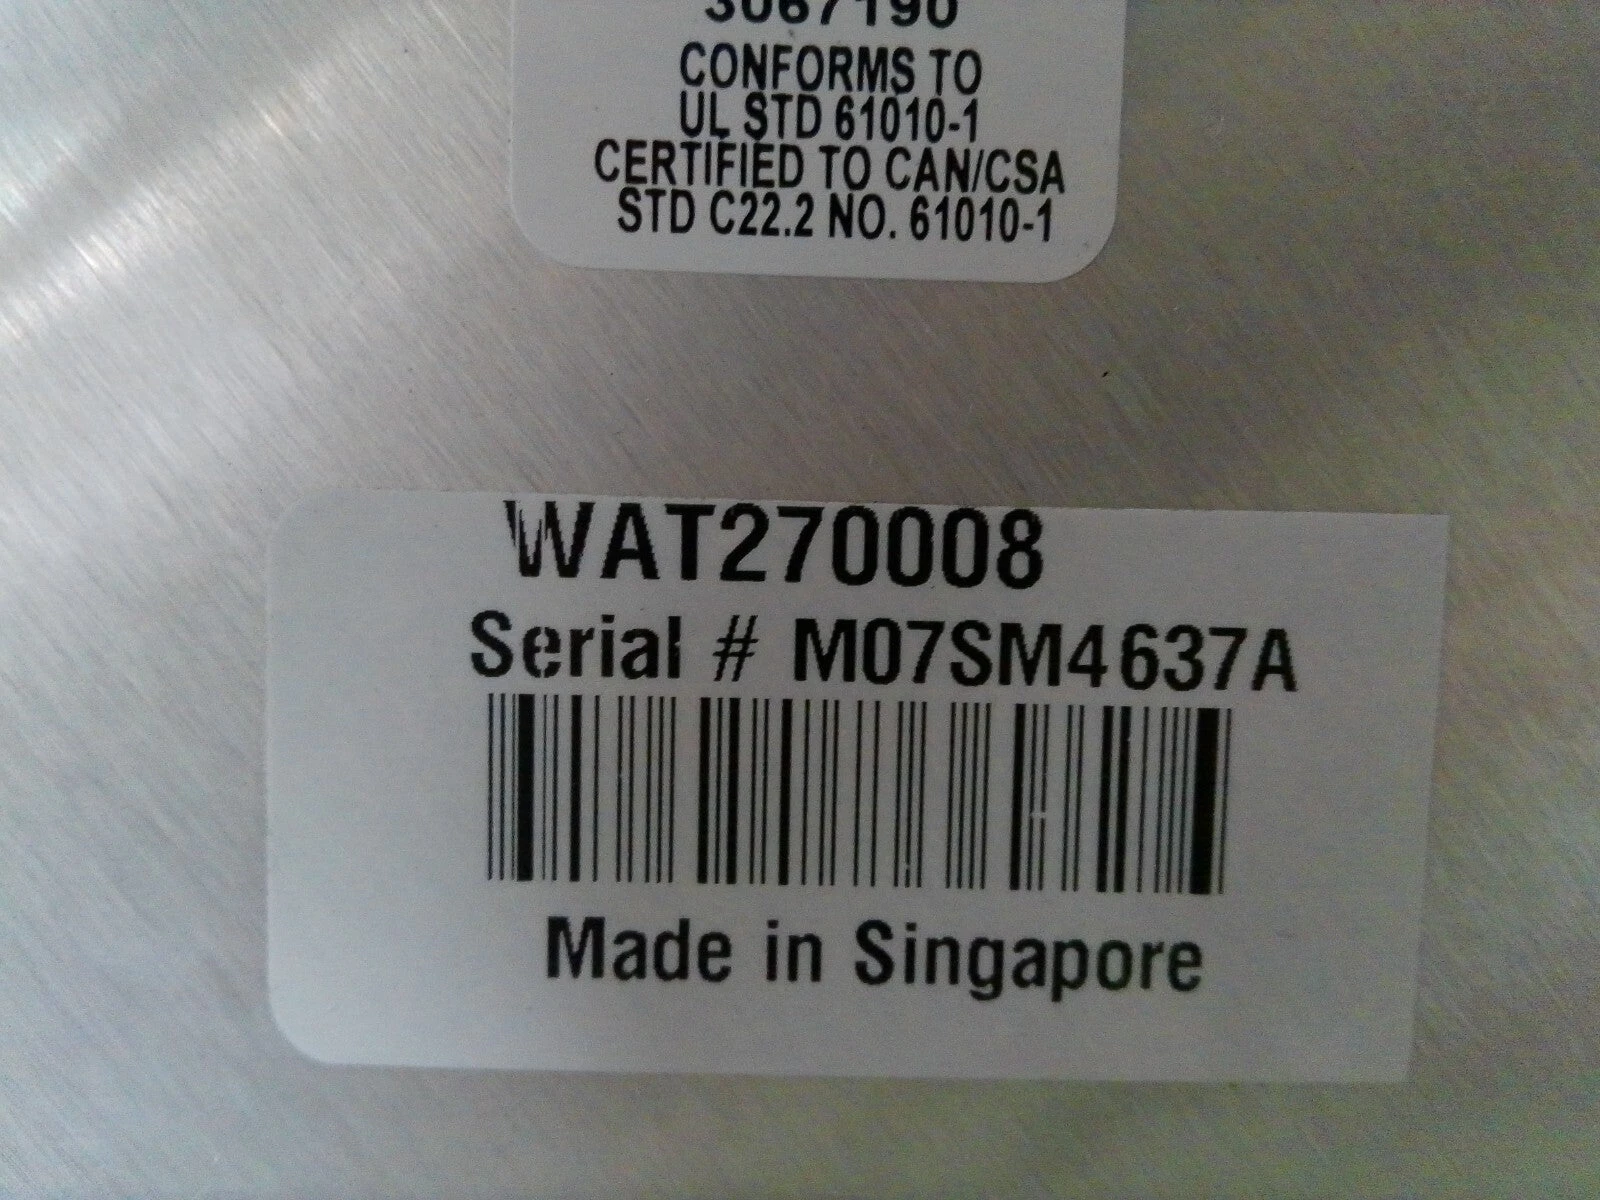 3067190
CONFORMS TO
UL STD 61010-1
CERTIFIED TO CAN/CSA
STD C22.2 NO. 61010-1
WAT270008
Serial # M07SM4637A
Made in Singapore